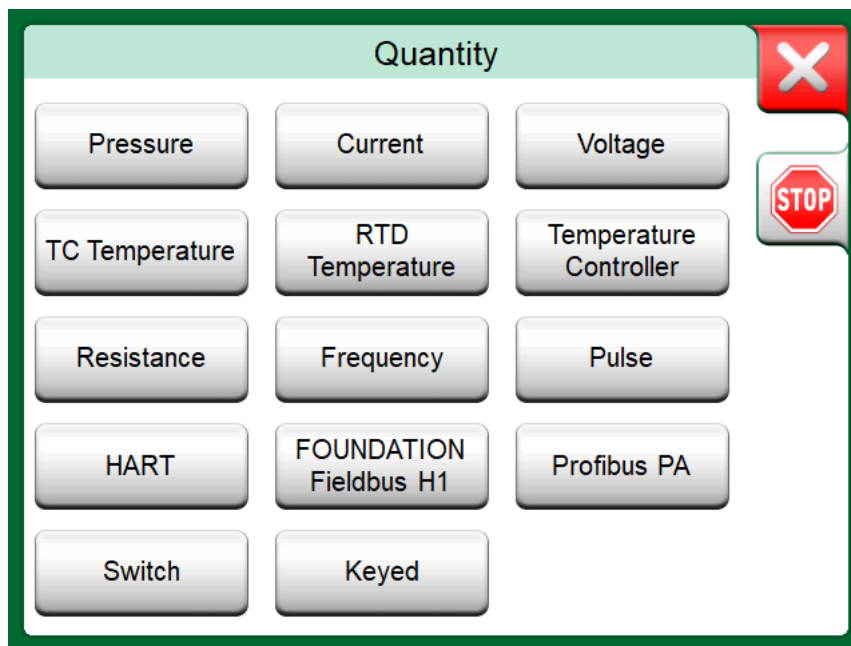 Quantity
Pressure
Current
Voltage
STOP
TC Temperature
RTD
Temperature
Temperature
Controller
Resistance
Frequency
Pulse
HART
FOUNDATION
Fieldbus H1
Profibus PA
Switch
Keyed